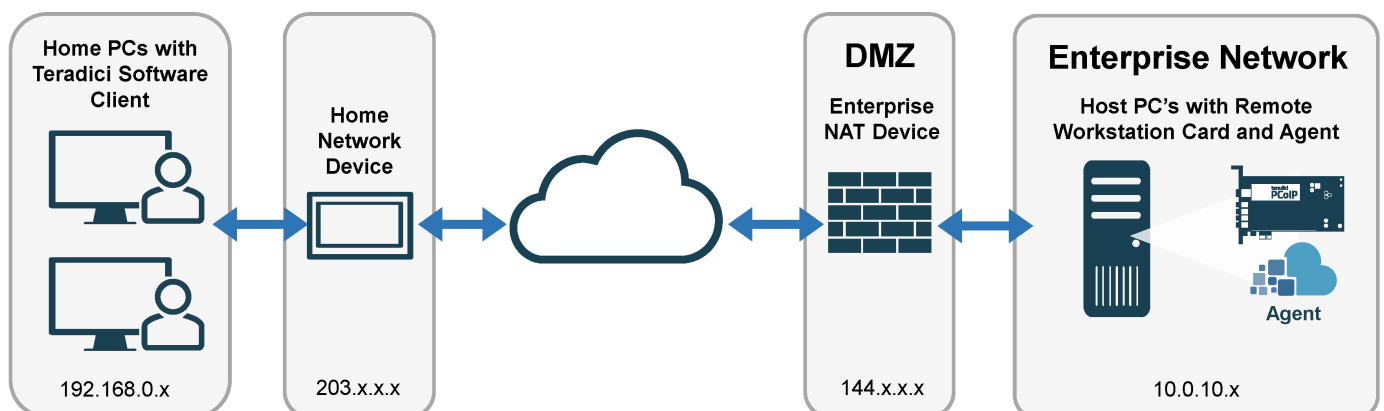 Home PCs with
Teradici Software
Client
192.168.0.x
Home
Network
Device
203.x.x.x
DMZ
Enterprise
NAT Device
144.x.x.x
Enterprise Network
Host PC's with Remote
Workstation Card and Agent
teradici
PCoIP
Agent
10.0.10.x